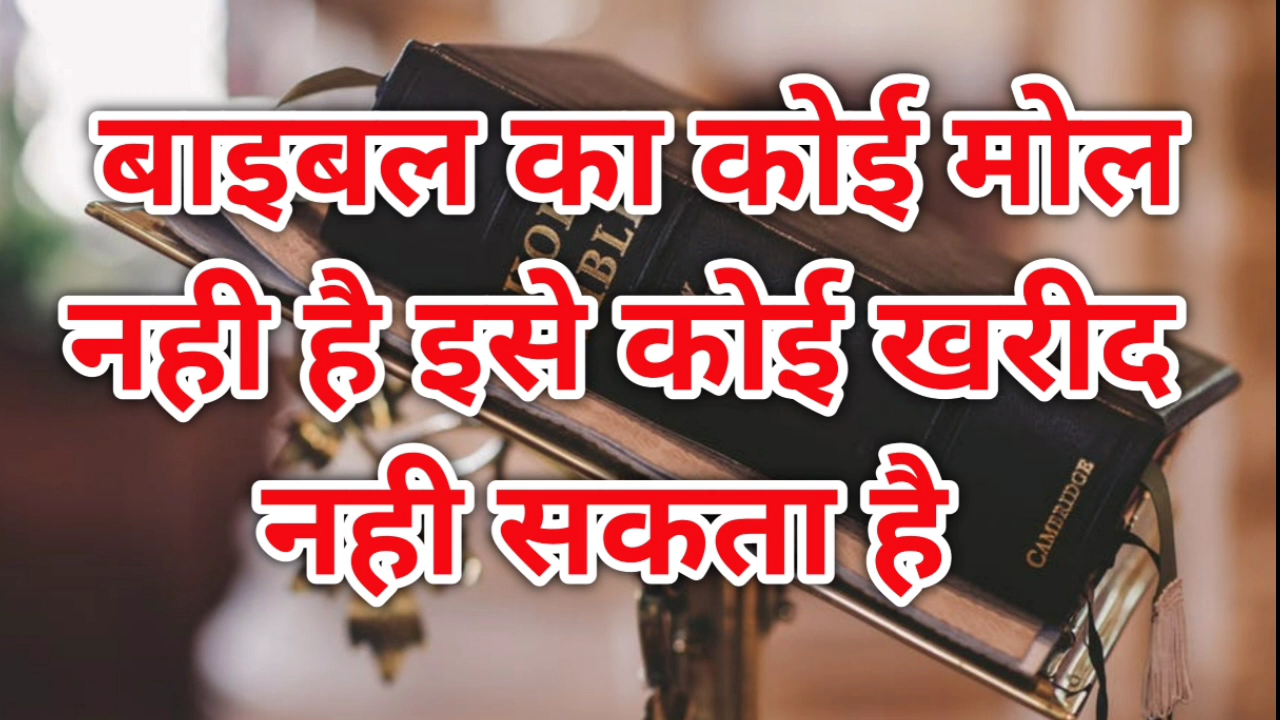 बाइबल का कोई मोल
नही है इसे कोई खरीद
नही सकता है
HOLY
BIBLE
CAMBRIDGE